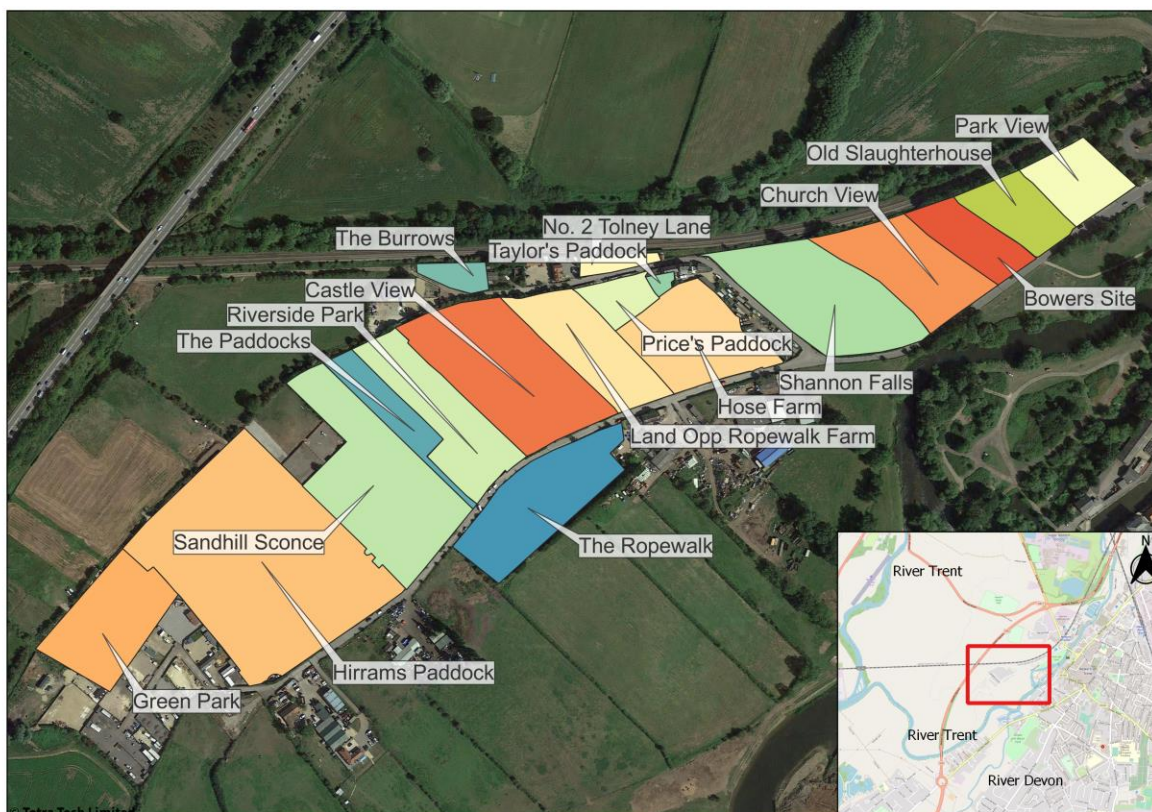 Park View
Old Slaughterhouse
Church View
No. 2 Tolney Lane
The Burrows
Taylor's Paddock
Castle View
Riverside Park
Bowers Site
The Paddocks
Price's Paddock
Shannon Falls
Hose Farm
Land Opp Ropewalk Farm
Sandhill Sconce
The Ropewalk
Hirrams Paddock
Green Park
N
River Trent
River Trent
River Devon
© Tetra Tech Limited